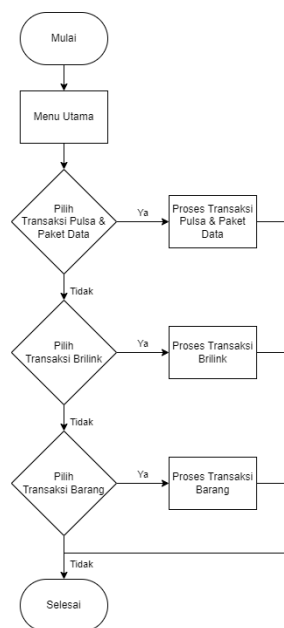 Mulai
Menu Utama
Pilih
Transaksi Pulsa &
Paket Data
Ya
Proses Transaksi
Pulsa & Paket
Data
Tidak
Pilih
Transaksi Brilink
Ya
Proses Transaksi
Brilink
Tidak
Pilih
Transaksi Barang
Ya
Proses Transaksi
Barang
Tidak
Selesai